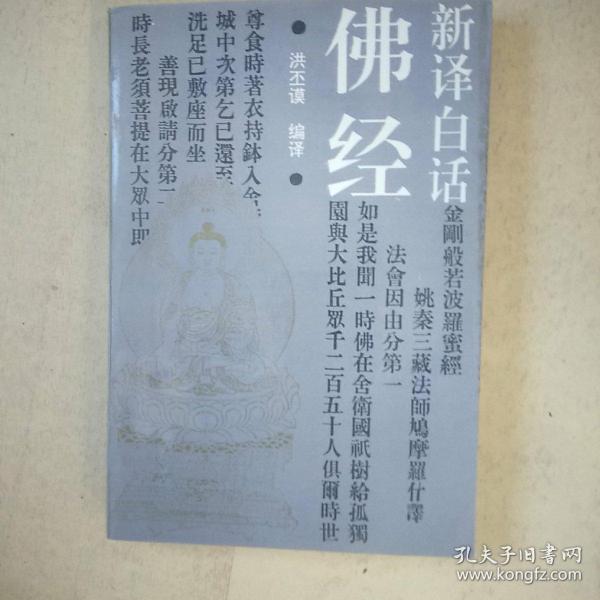 新译白话
佛经
●洪丕谟 编译●
金剛般若波羅蜜經
姚秦三藏法師鳩摩羅什譯
法會因由分第一
如是我聞一時佛在舍衛國祇樹給孤獨
園與大比丘眾千二百五十人俱爾時世
尊食時著衣持鉢入舍
城中次第乞已還至
洗足已敷座而坐
善現啟請分第二
時長老須菩提在大眾中即
孔夫子旧书网
www.kongfz.com